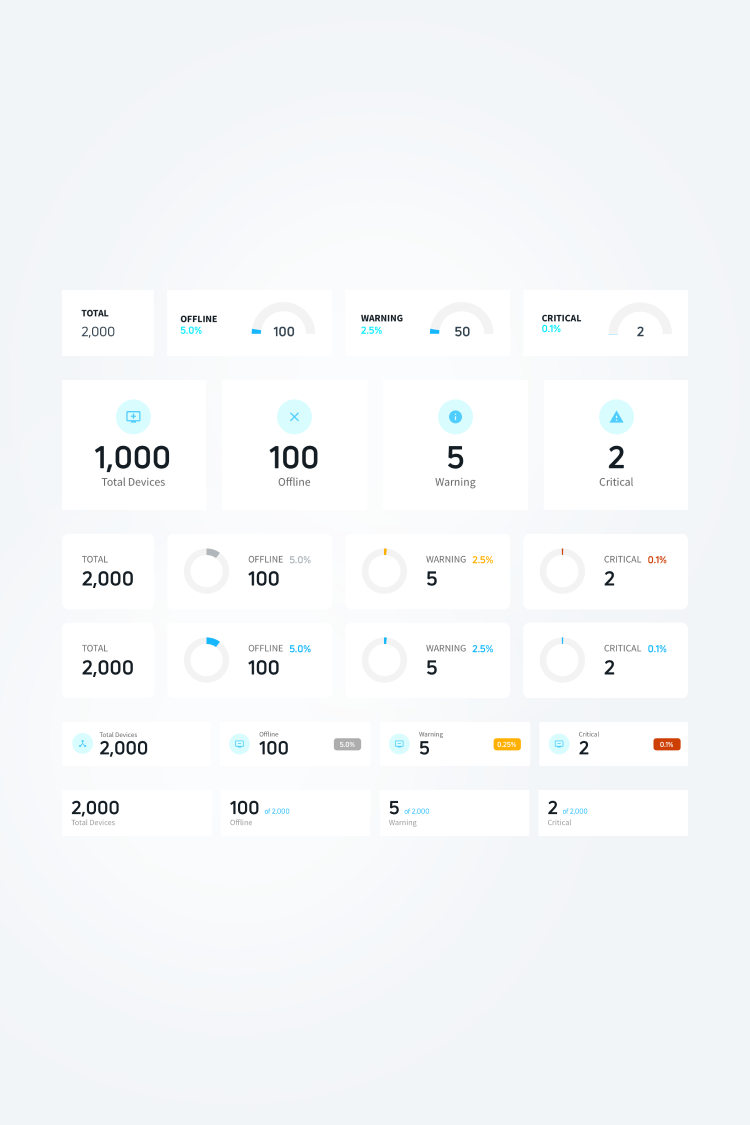 TOTAL
2,000
OFFLINE
5.0%
100
WARNING
2.5%
50
CRITICAL
0.1%
2
1,000
Total Devices
100
Offline
5
Warning
2
Critical
TOTAL
2,000
OFFLINE 5.0%
100
WARNING 2.5%
5
CRITICAL 0.1%
2
TOTAL
2,000
OFFLINE 5.0%
100
WARNING 2.5%
5
CRITICAL 0.1%
2
Total Devices
2,000
Offline
100
5.0%
Warning
5
0.25%
Critical
2
0.1%
2,000
Total Devices
100 of 2,000
Offline
5 of 2,000
Warning
2 of 2,000
Critical